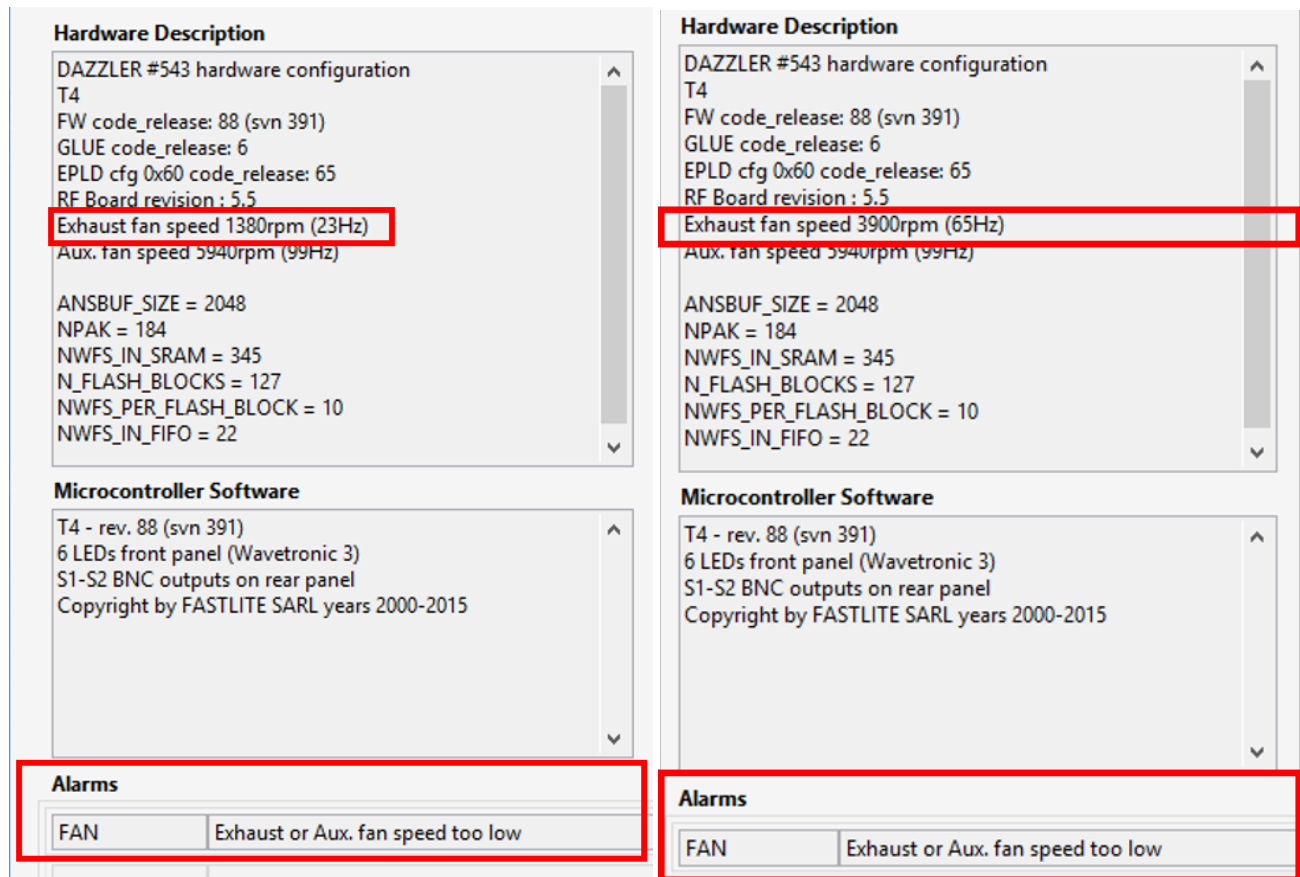 Hardware Description
DAZZLER #543 hardware configuration
T4
FW code_release: 88 (svn 391)
GLUE code_release: 6
EPLD cfg 0x60 code_release: 65
RF Board revision : 5.5
Exhaust fan speed 1380rpm (23Hz)
Aux. fan speed 5940rpm (99Hz)
ANSBUF_SIZE = 2048
NPAK = 184
NWFS_IN_SRAM = 345
N_FLASH_BLOCKS = 127
NWFS_PER_FLASH_BLOCK = 10
NWFS_IN_FIFO = 22
Microcontroller Software
T4 - rev. 88 (svn 391)
6 LEDs front panel (Wavetronic 3)
S1-S2 BNC outputs on rear panel
Copyright by FASTLITE SARL years 2000-2015
Alarms
FAN Exhaust or Aux. fan speed too low
Hardware Description
DAZZLER #543 hardware configuration
T4
FW code_release: 88 (svn 391)
GLUE code_release: 6
EPLD cfg 0x60 code_release: 65
RF Board revision : 5.5
Exhaust fan speed 3900rpm (65Hz)
Aux. fan speed 5940rpm (99Hz)
ANSBUF_SIZE = 2048
NPAK = 184
NWFS_IN_SRAM = 345
N_FLASH_BLOCKS = 127
NWFS_PER_FLASH_BLOCK = 10
NWFS_IN_FIFO = 22
Microcontroller Software
T4 - rev. 88 (svn 391)
6 LEDs front panel (Wavetronic 3)
S1-S2 BNC outputs on rear panel
Copyright by FASTLITE SARL years 2000-2015
Alarms
FAN Exhaust or Aux. fan speed too low